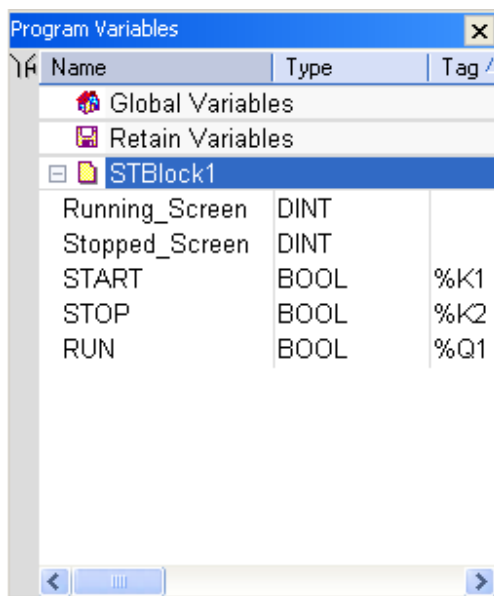 Program Variables
Name Type Tag
Global Variables
Retain Variables
STBlock1
Running_Screen DINT
Stopped_Screen DINT
START BOOL %K1
STOP BOOL %K2
RUN BOOL %Q1